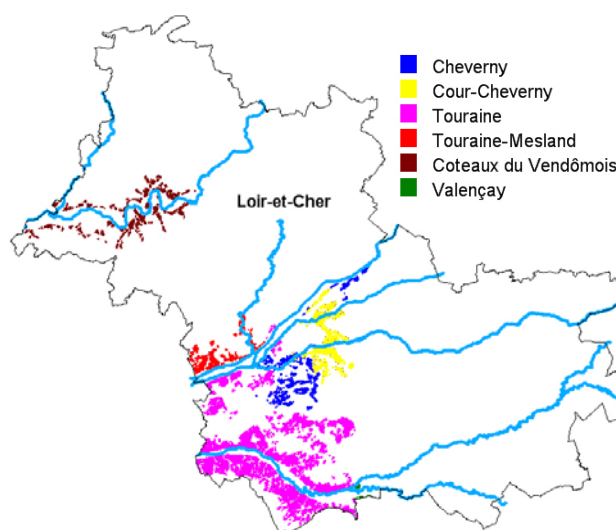 Cheverny
Cour-Cheverny
Touraine
Touraine-Mesland
Coteaux du Vendômois
Valençay
Loir-et-Cher